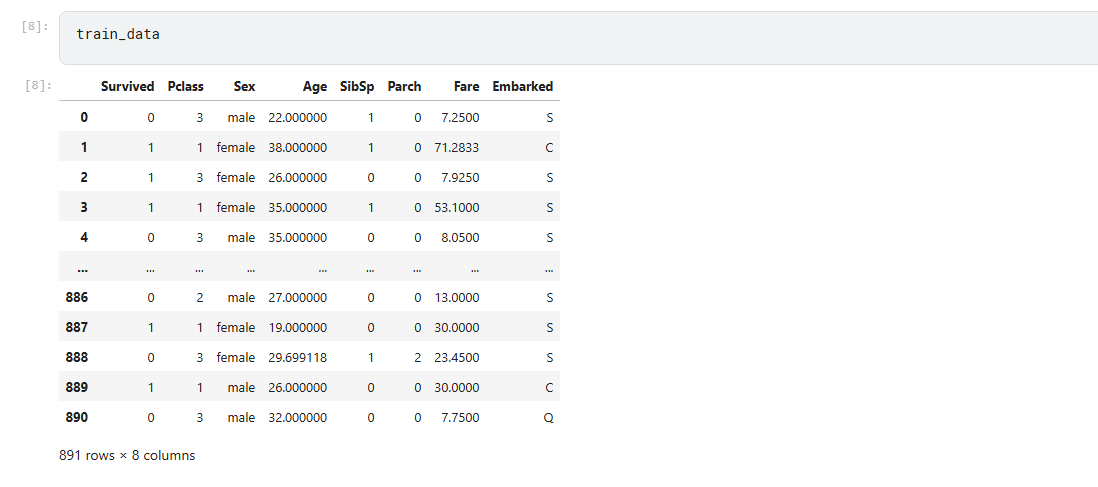 [8]: train_data
[8]: Survived Pclass Sex Age SibSp Parch Fare Embarked
0 0 3 male 22.000000 1 0 7.2500 S
1 1 1 female 38.000000 1 0 71.2833 C
2 1 3 female 26.000000 0 0 7.9250 S
3 1 1 female 35.000000 1 0 53.1000 S
4 0 3 male 35.000000 0 0 8.0500 S
... ... ... ... ... ... ... ... ...
886 0 2 male 27.000000 0 0 13.0000 S
887 1 1 female 19.000000 0 0 30.0000 S
888 0 3 female 29.699118 1 2 23.4500 S
889 1 1 male 26.000000 0 0 30.0000 C
890 0 3 male 32.000000 0 0 7.7500 Q
891 rows × 8 columns